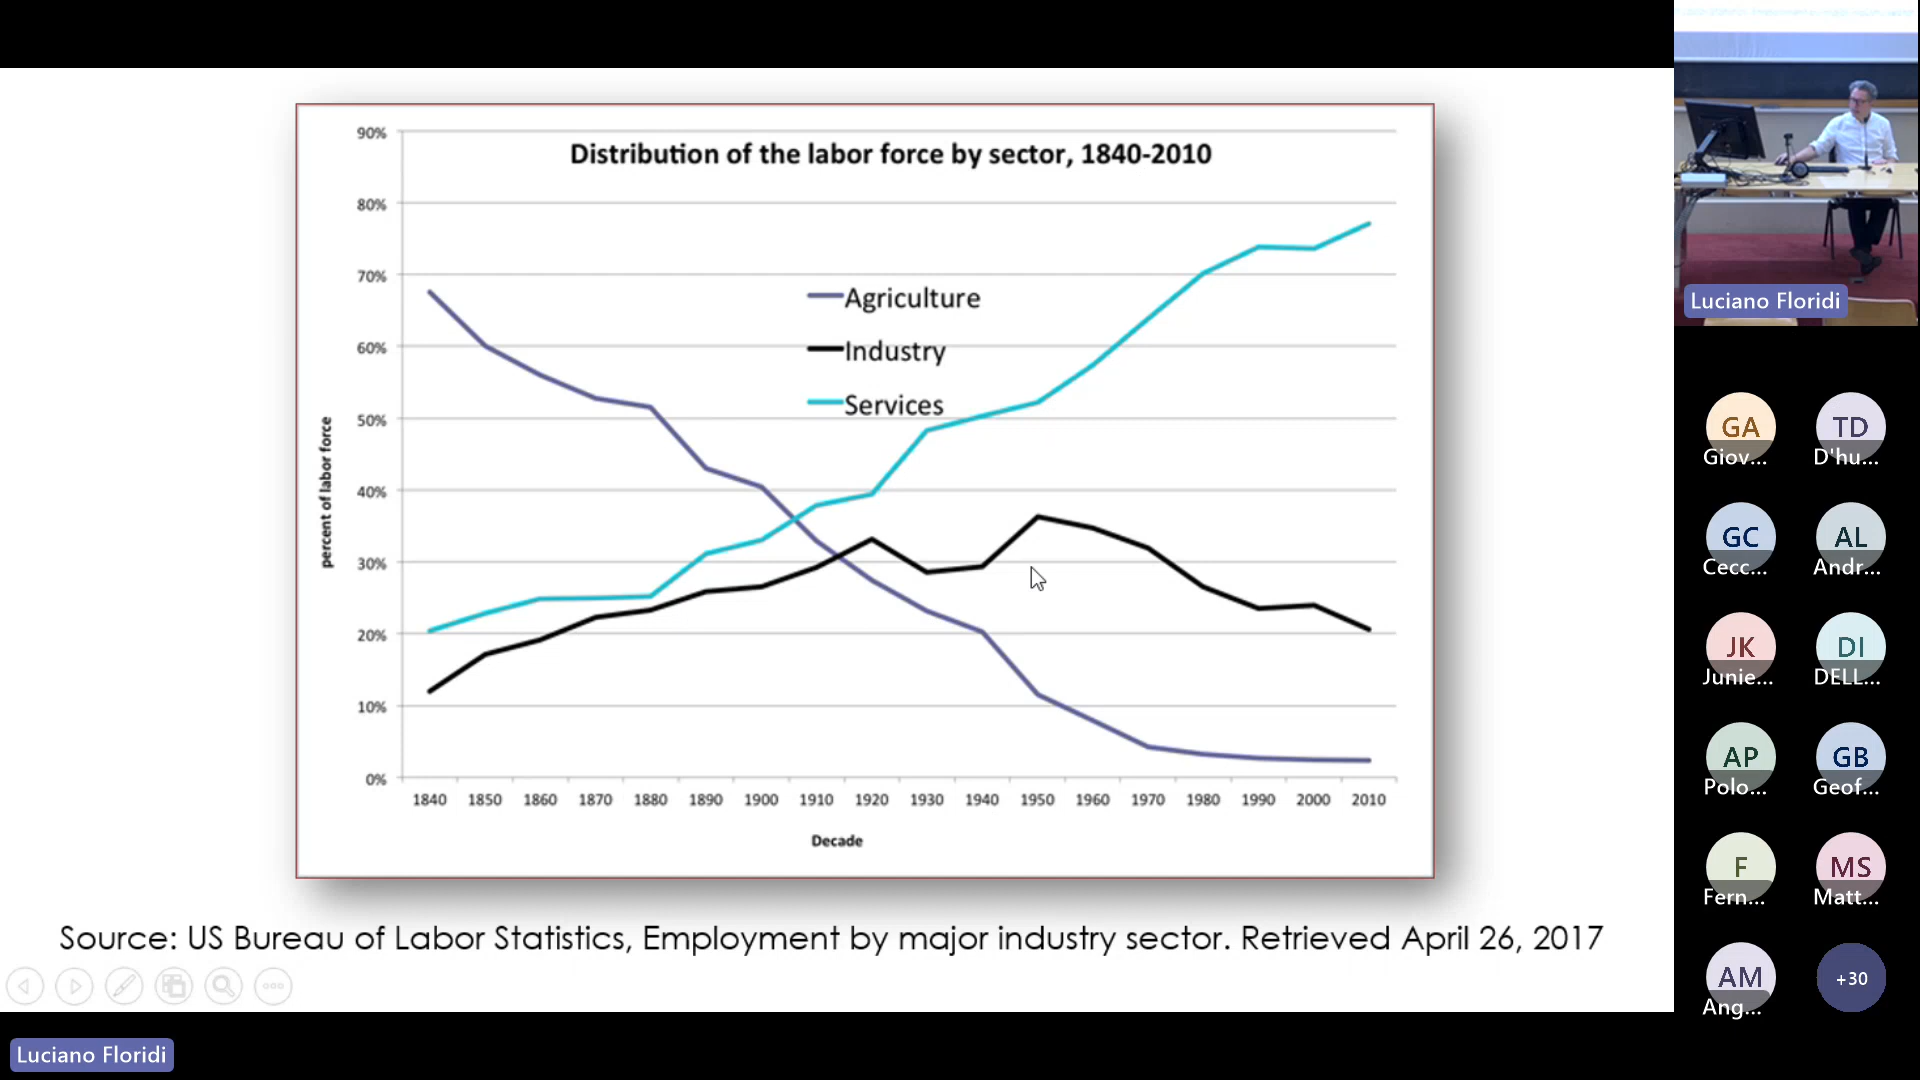 Distribution of the labor force by sector, 1840-2010
90%
80%
70%
60%
50%
40%
30%
20%
10%
0%
percent of labor force
Agriculture
Industry
Services
1840 1850 1860 1870 1880 1890 1900 1910 1920 1930 1940 1950 1960 1970 1980 1990 2000 2010
Decade
Source: US Bureau of Labor Statistics, Employment by major industry sector. Retrieved April 26, 2017
Luciano Floridi
Luciano Floridi
GA TD
Giov... D'hu...
GC AL
Cecc... Andr...
JK DI
Junie... DELL...
AP GB
Polo... Geof...
F MS
Fern... Matt...
AM +30
Ang...